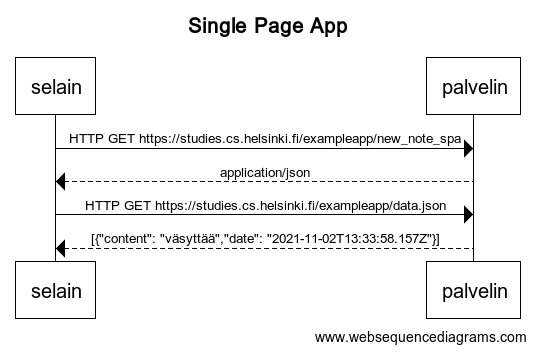 Single Page App
selain palvelin
HTTP GET https://studies.cs.helsinki.fi/exampleapp/new_note_spa
application/json
HTTP GET https://studies.cs.helsinki.fi/exampleapp/data.json
[{"content": "väsyttää","date": "2021-11-02T13:33:58.157Z"}]
selain palvelin
www.websequencediagrams.com